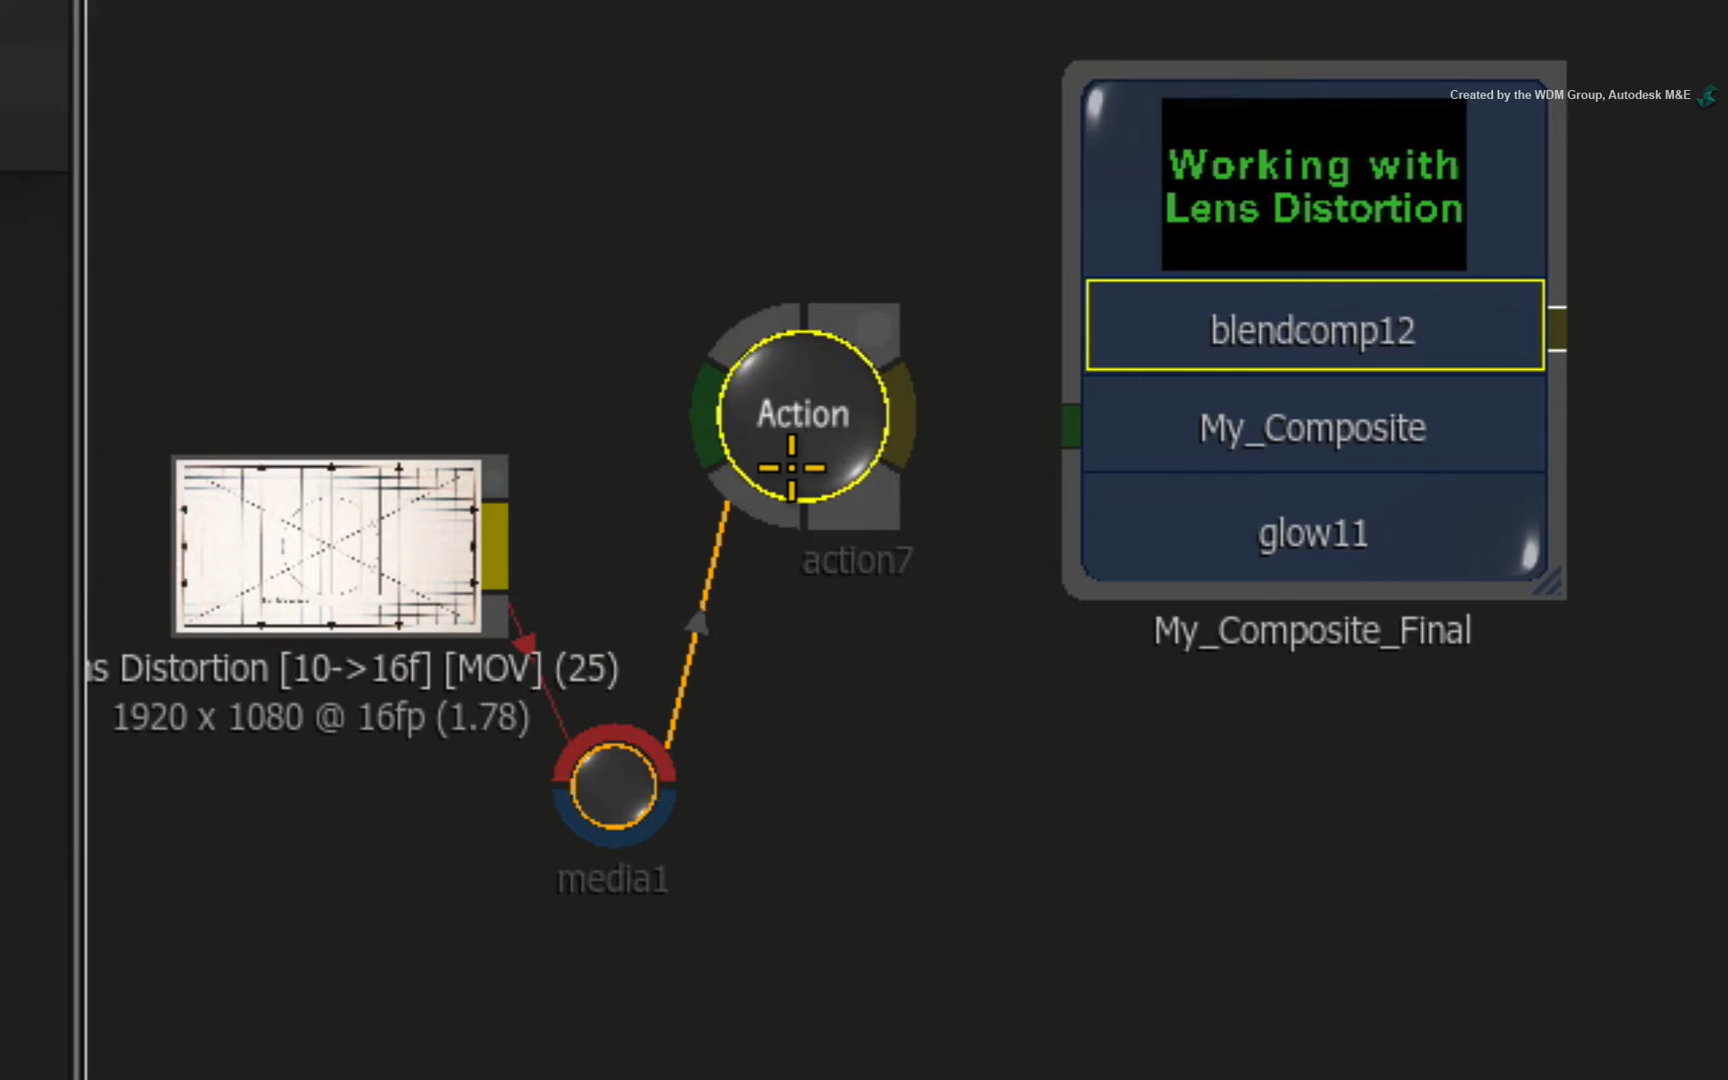 Created by the WDM Group, Autodesk M&E
Working with
Lens Distortion
blendcomp12
My_Composite
glow11
My_Composite_Final
Action
action7
s Distortion [10->16f] [MOV] (25)
1920 x 1080 @ 16fp (1.78)
media1